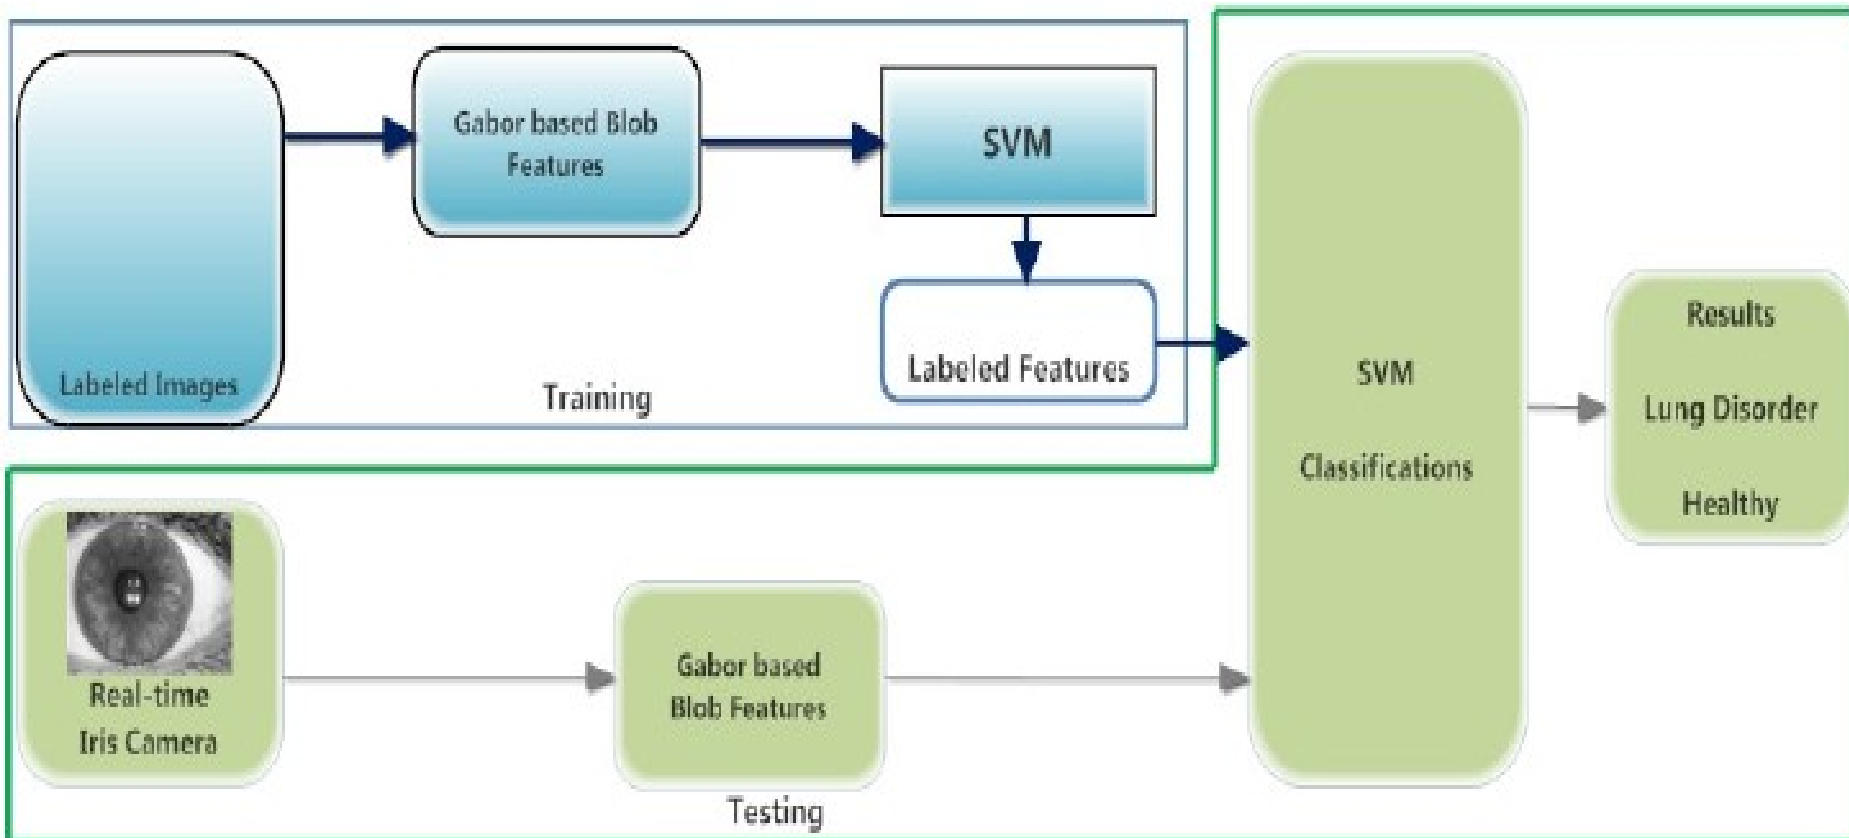 Gabor based Blob
Features
SVM
Labeled Images
Training
Labeled Features
SVM
Classifications
Results
Lung Disorder
Healthy
Real-time
Iris Camera
Gabor based
Blob Features
Testing